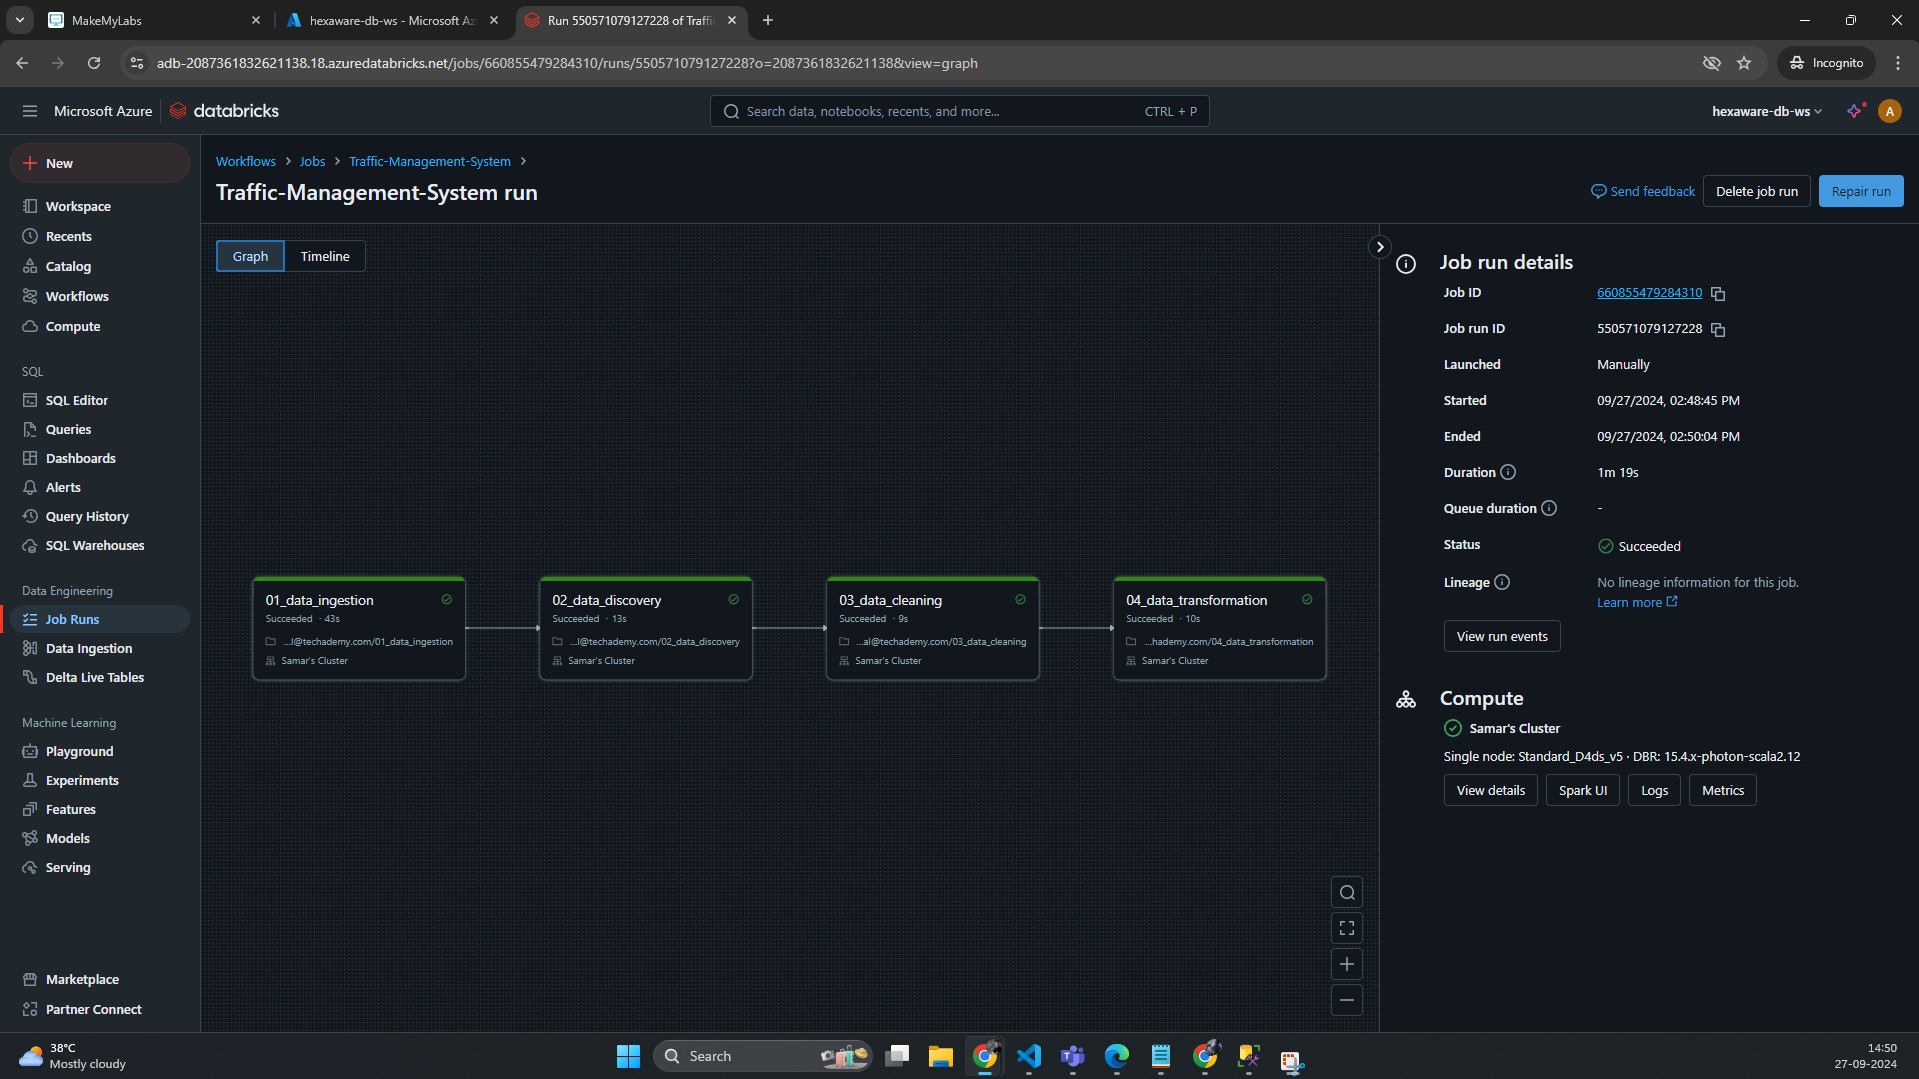 MakeMyLabs
hexaware-db-ws - Microsoft Az
Run 550571079127228 of Traffi
adb-2087361832621138.18.azuredatabricks.net/jobs/660855479284310/runs/550571079127228?o=2087361832621138&view=graph
Incognito
Microsoft Azure
databricks
Search data, notebooks, recents, and more...
CTRL + P
hexaware-db-ws
A
New
Workspace
Recents
Catalog
Workflows
Compute
SQL
SQL Editor
Queries
Dashboards
Alerts
Query History
SQL Warehouses
Data Engineering
Job Runs
Data Ingestion
Delta Live Tables
Machine Learning
Playground
Experiments
Features
Models
Serving
Marketplace
Partner Connect
Workflows > Jobs > Traffic-Management-System >
Traffic-Management-System run
Send feedback
Delete job run
Repair run
Graph
Timeline
01_data_ingestion
Succeeded · 43s
...l@techademy.com/01_data_ingestion
Samar's Cluster
02_data_discovery
Succeeded · 13s
...l@techademy.com/02_data_discovery
Samar's Cluster
03_data_cleaning
Succeeded · 9s
...al@techademy.com/03_data_cleaning
Samar's Cluster
04_data_transformation
Succeeded · 10s
...hademy.com/04_data_transformation
Samar's Cluster
Job run details
Job ID
660855479284310
Job run ID
550571079127228
Launched
Manually
Started
09/27/2024, 02:48:45 PM
Ended
09/27/2024, 02:50:04 PM
Duration
1m 19s
Queue duration
-
Status
Succeeded
Lineage
No lineage information for this job.
Learn more
View run events
Compute
Samar's Cluster
Single node: Standard_D4ds_v5 · DBR: 15.4.x-photon-scala2.12
View details
Spark UI
Logs
Metrics
38°C
Mostly cloudy
Search
14:50
27-09-2024